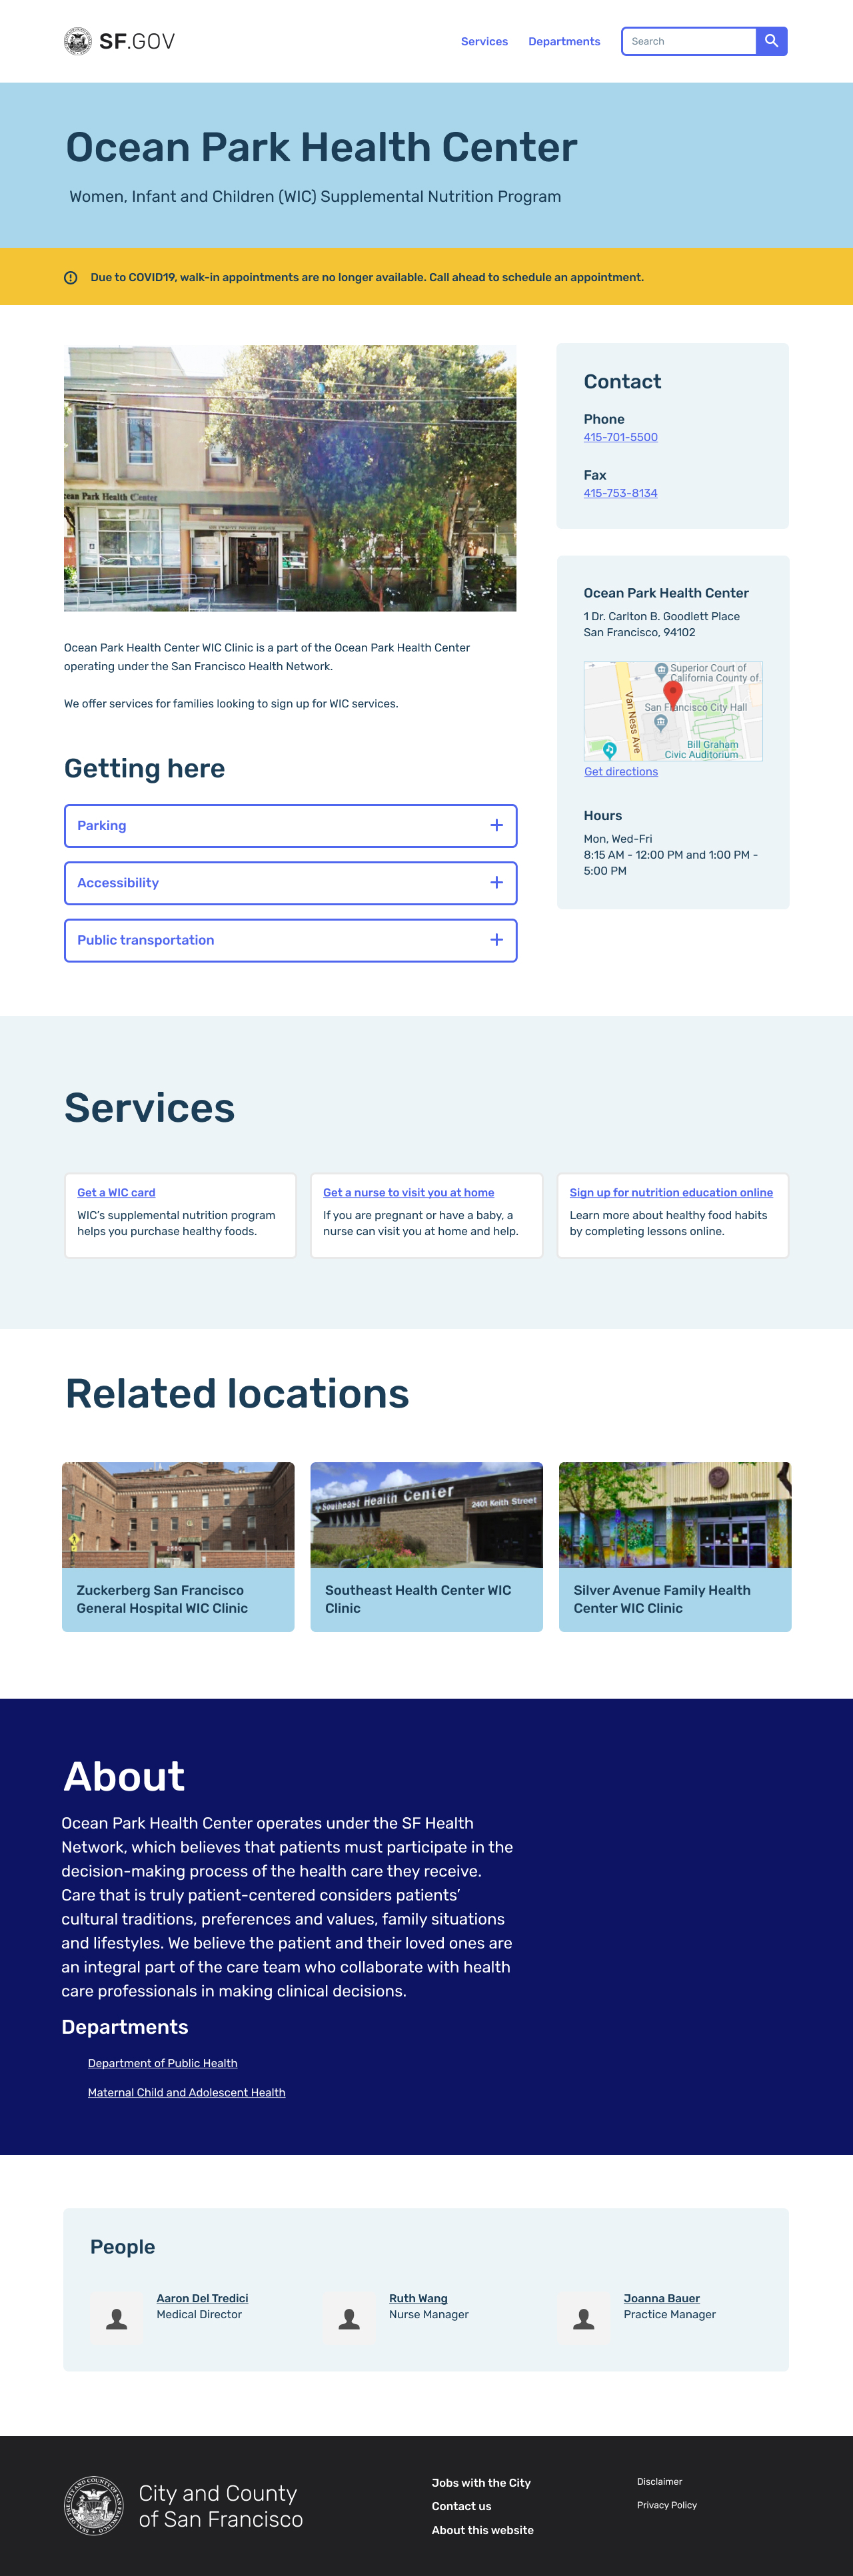 SF.GOV
Services
Departments
Search
Ocean Park Health Center
Women, Infant and Children (WIC) Supplemental Nutrition Program
Due to COVID19, walk-in appointments are no longer available. Call ahead to schedule an appointment.
cean Park Health Center
Contact
Phone
415-701-5500
Fax
415-753-8134
Ocean Park Health Center WIC Clinic is a part of the Ocean Park Health Center
operating under the San Francisco Health Network.
We offer services for families looking to sign up for WIC services.
Ocean Park Health Center
1 Dr. Carlton B. Goodlett Place
San Francisco, 94102
Superior Court of
California County of..
Van Ness Ave
San Francisco City Hall
Bill Graham
Civic Auditorium
Get directions
Hours
Mon, Wed-Fri
8:15 AM - 12:00 PM and 1:00 PM -
5:00 PM
Getting here
Parking
Accessibility
Public transportation
Services
Get a WIC card
WIC’s supplemental nutrition program
helps you purchase healthy foods.
Get a nurse to visit you at home
If you are pregnant or have a baby, a
nurse can visit you at home and help.
Sign up for nutrition education online
Learn more about healthy food habits
by completing lessons online.
Related locations
Zuckerberg San Francisco
General Hospital WIC Clinic
Southeast Health Center
2401 Keith Street
Southeast Health Center WIC
Clinic
Silver Avenue Family Health Center
Silver Avenue Family Health
Center WIC Clinic
About
Ocean Park Health Center operates under the SF Health
Network, which believes that patients must participate in the
decision-making process of the health care they receive.
Care that is truly patient-centered considers patients’
cultural traditions, preferences and values, family situations
and lifestyles. We believe the patient and their loved ones are
an integral part of the care team who collaborate with health
care professionals in making clinical decisions.
Departments
Department of Public Health
Maternal Child and Adolescent Health
People
Aaron Del Tredici
Medical Director
Ruth Wang
Nurse Manager
Joanna Bauer
Practice Manager
City and County
of San Francisco
Jobs with the City
Contact us
About this website
Disclaimer
Privacy Policy